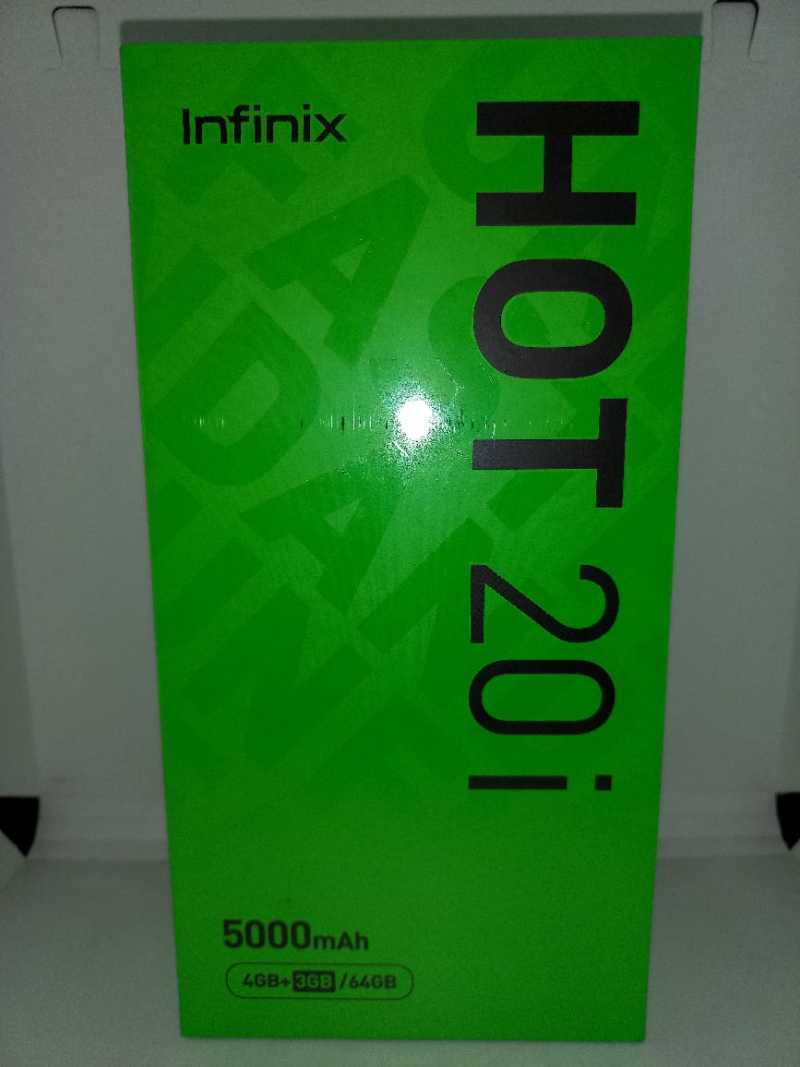 Infinix
HOT 20i
5000mAh
4GB+3GB/64GB